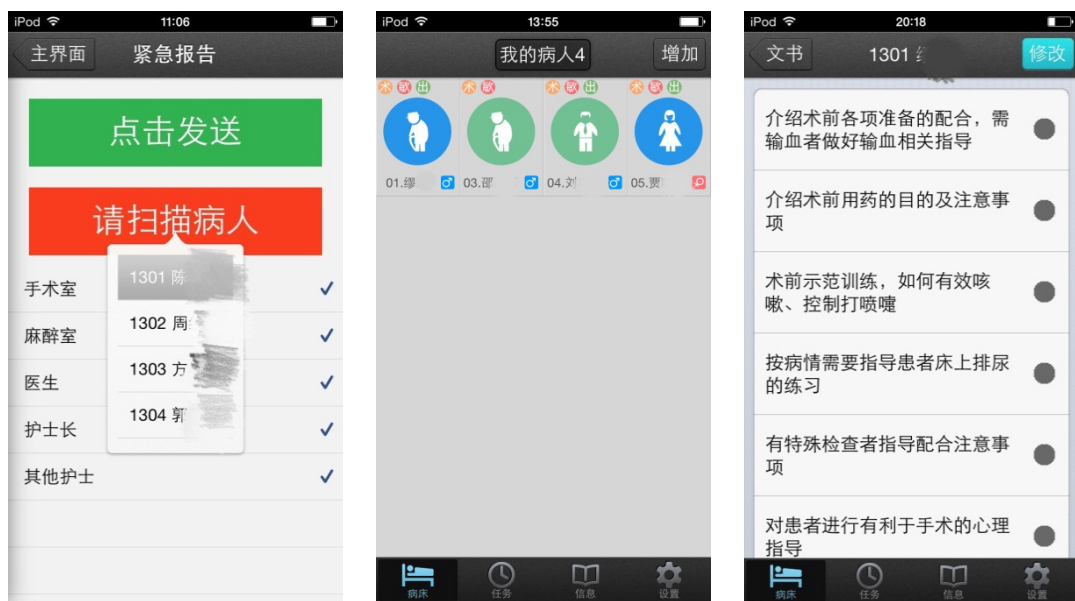 iPod 11:06
主界面 紧急报告
点击发送
请扫描病人
1301 陈
1302 周
1303 方
1304 郭
手术室
麻醉室
医生
护士长
其他护士
iPod 13:55
我的病人4 增加
水 敏 出 水 敏 水 敏 出 水 敏 出
01.缪 03.邵 04.刘 05.贾
病床 任务 信息 设置
iPod 20:18
文书 1301 修改
介绍术前各项准备的配合，需
输血者做好输血相关指导
介绍术前用药的目的及注意事
项
术前示范训练，如何有效咳
嗽、控制打喷嚏
按病情需要指导患者床上排尿
的练习
有特殊检查者指导配合注意事
项
对患者进行有利于手术的心理
指导
病床 任务 信息 设置